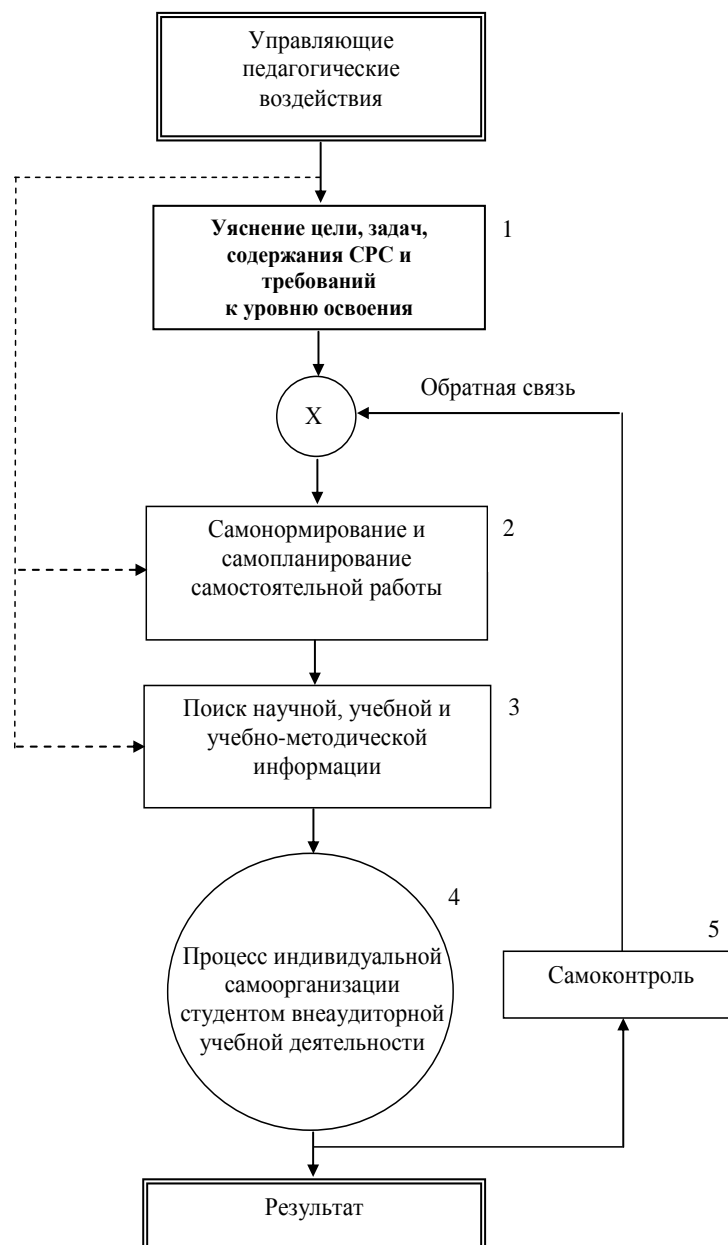 Управляющие
педагогические
воздействия
Уяснение цели, задач,
содержания СРС и
требований
к уровню освоения
1
Обратная связь
Х
Самонормирование и
самопланирование
самостоятельной работы
2
Поиск научной, учебной и
учебно-методической
информации
3
4
Процесс индивидуальной
самоорганизации
студентом внеаудиторной
учебной деятельности
5
Самоконтроль
Результат